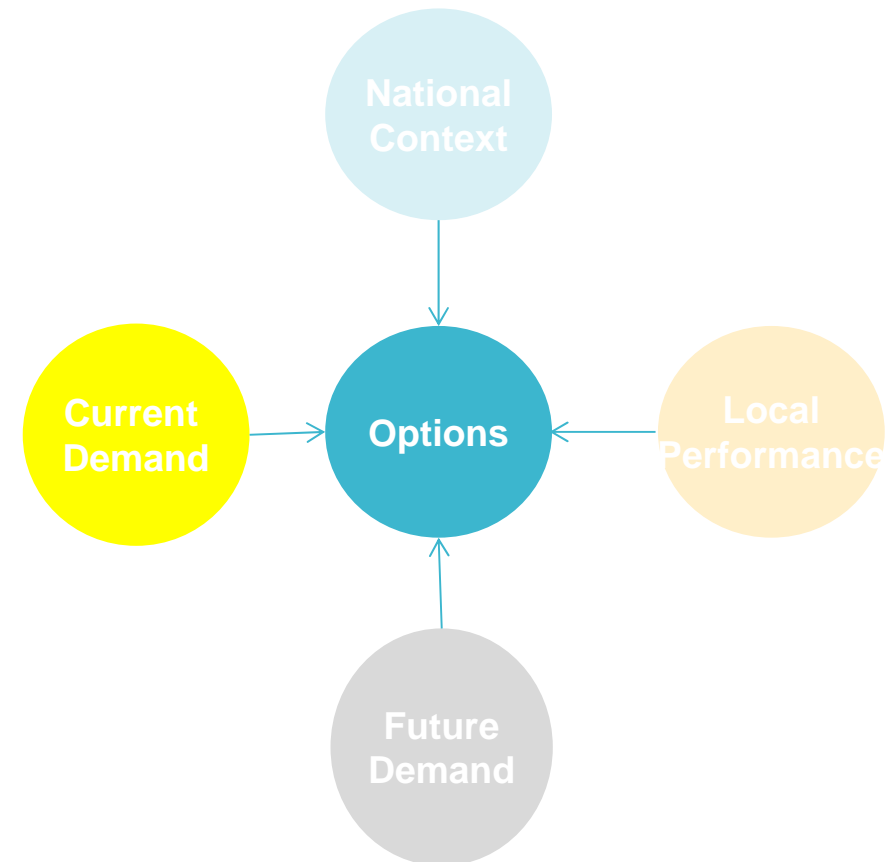 National
Context
Current
Demand
Options
Local
Performance
Future
Demand